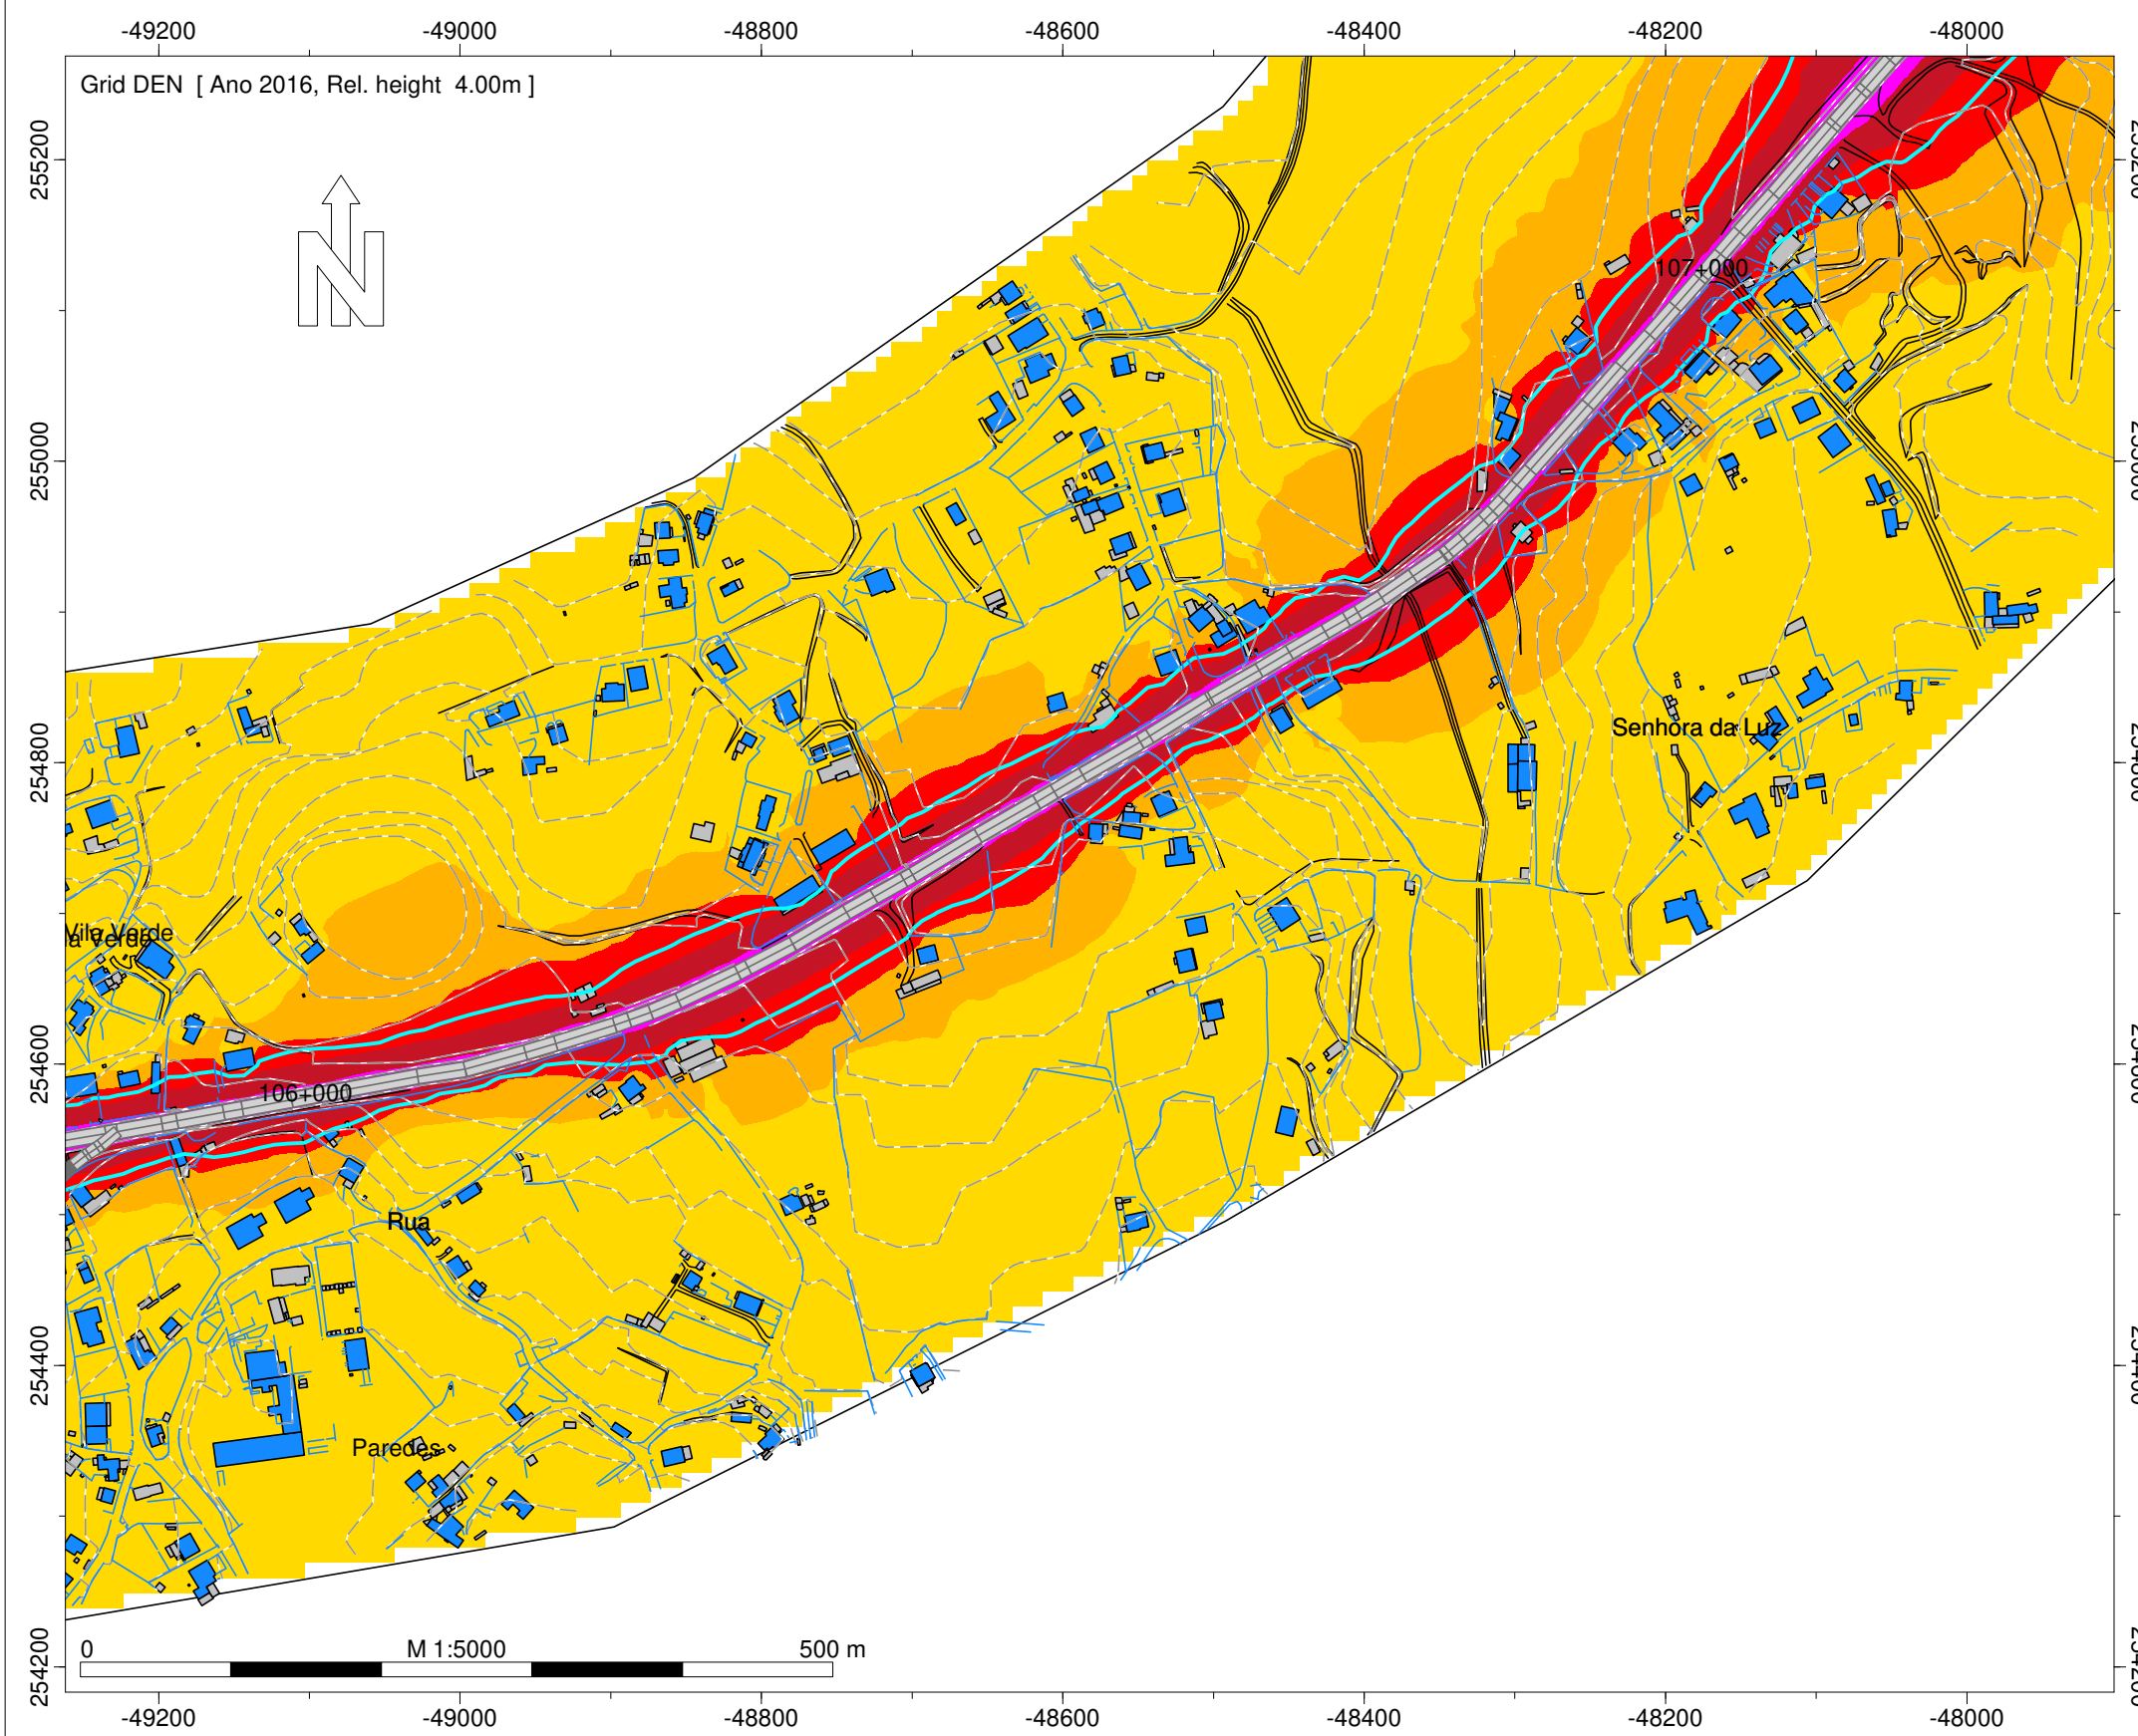 -49200 -49000 -48800 -48600 -48400 -48200 -48000
Grid DEN [ Ano 2016, Rel. height 4.00m ]
255200
N
107+000
255000
254800
Senhora da Luz
Vila Verde
a Verde
254600
106+000
Rua
254400
Paredes
0 M 1:5000 500 m
254200
-49200 -49000 -48800 -48600 -48400 -48200 -48000